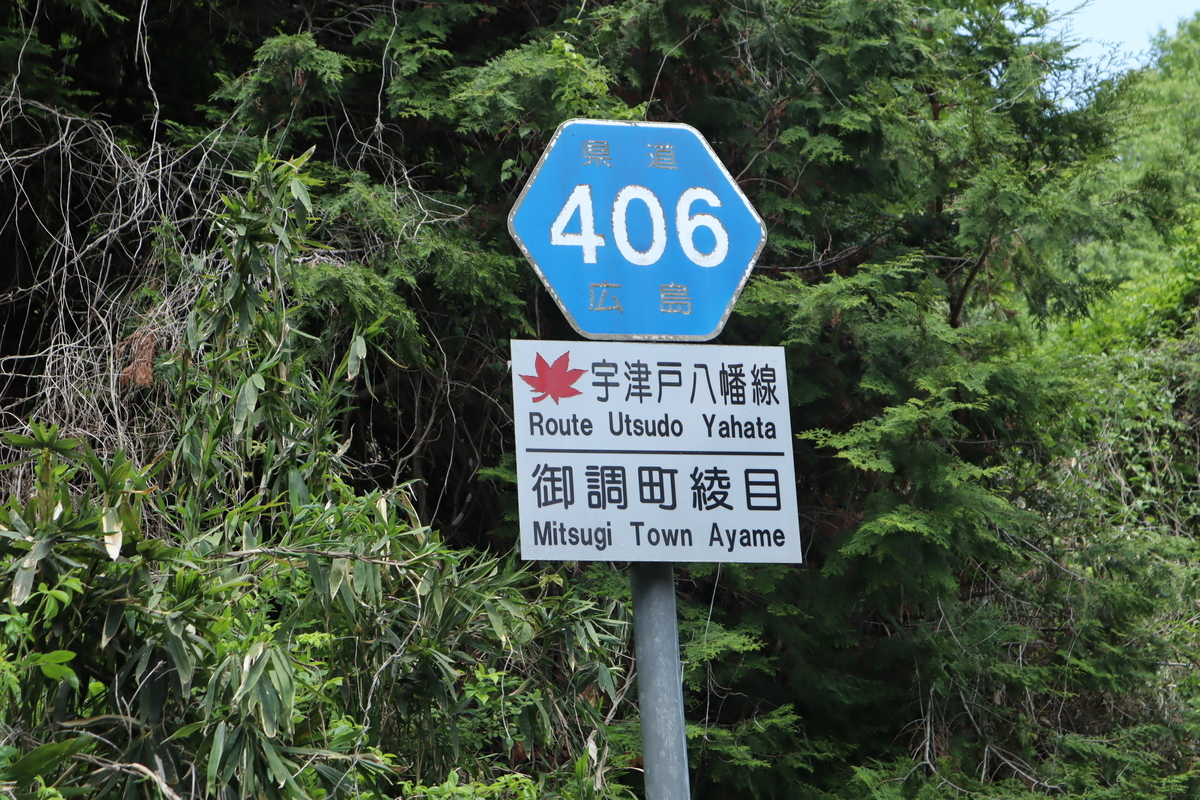 県道
406
広島
宇津戸八幡線
Route Utsudo Yahata
御調町綾目
Mitsugi Town Ayame